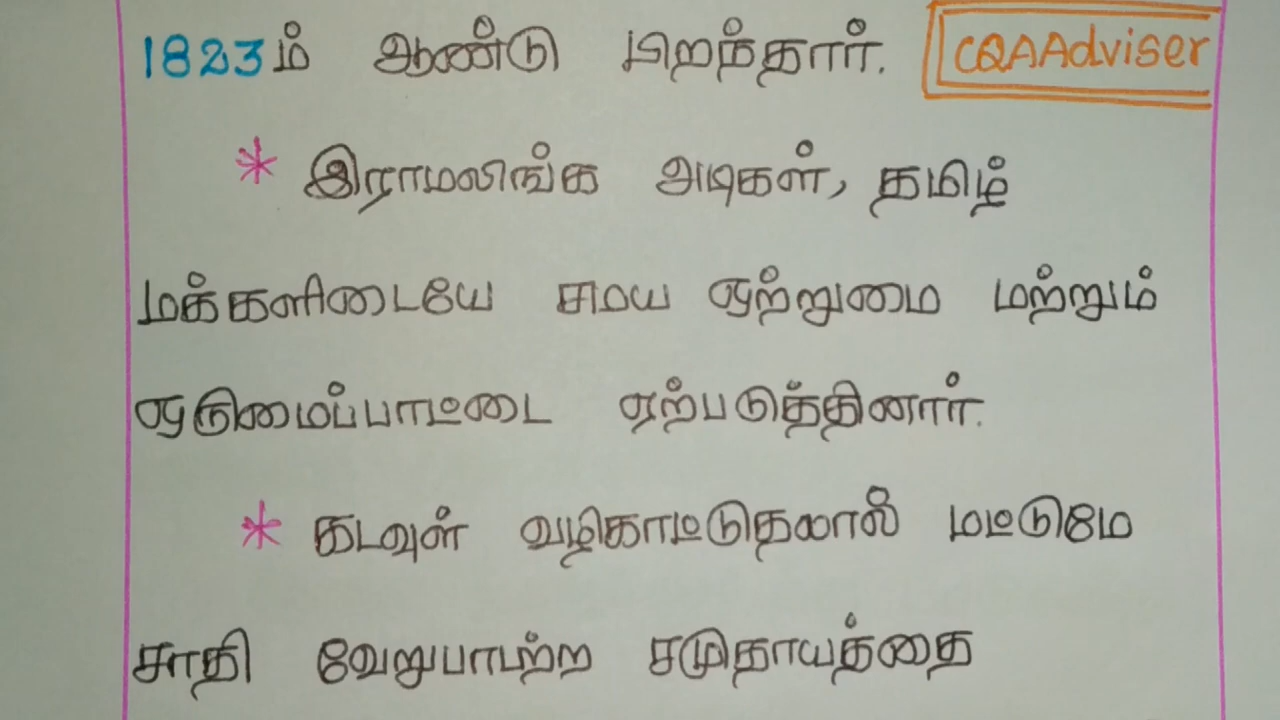 1823ம் ஆண்டு பிறந்தார். CQAAdviser
* இராமலிங்க அடிகள், தமிழ்
மக்களிடையே சமய ஒற்றுமை மற்றும்
ஒருமைப்பாட்டை ஏற்படுத்தினார்.
* கடவுள் வழிகாட்டுதலால் மட்டுமே
சாதி வேறுபாடற்ற சமுதாயத்தை